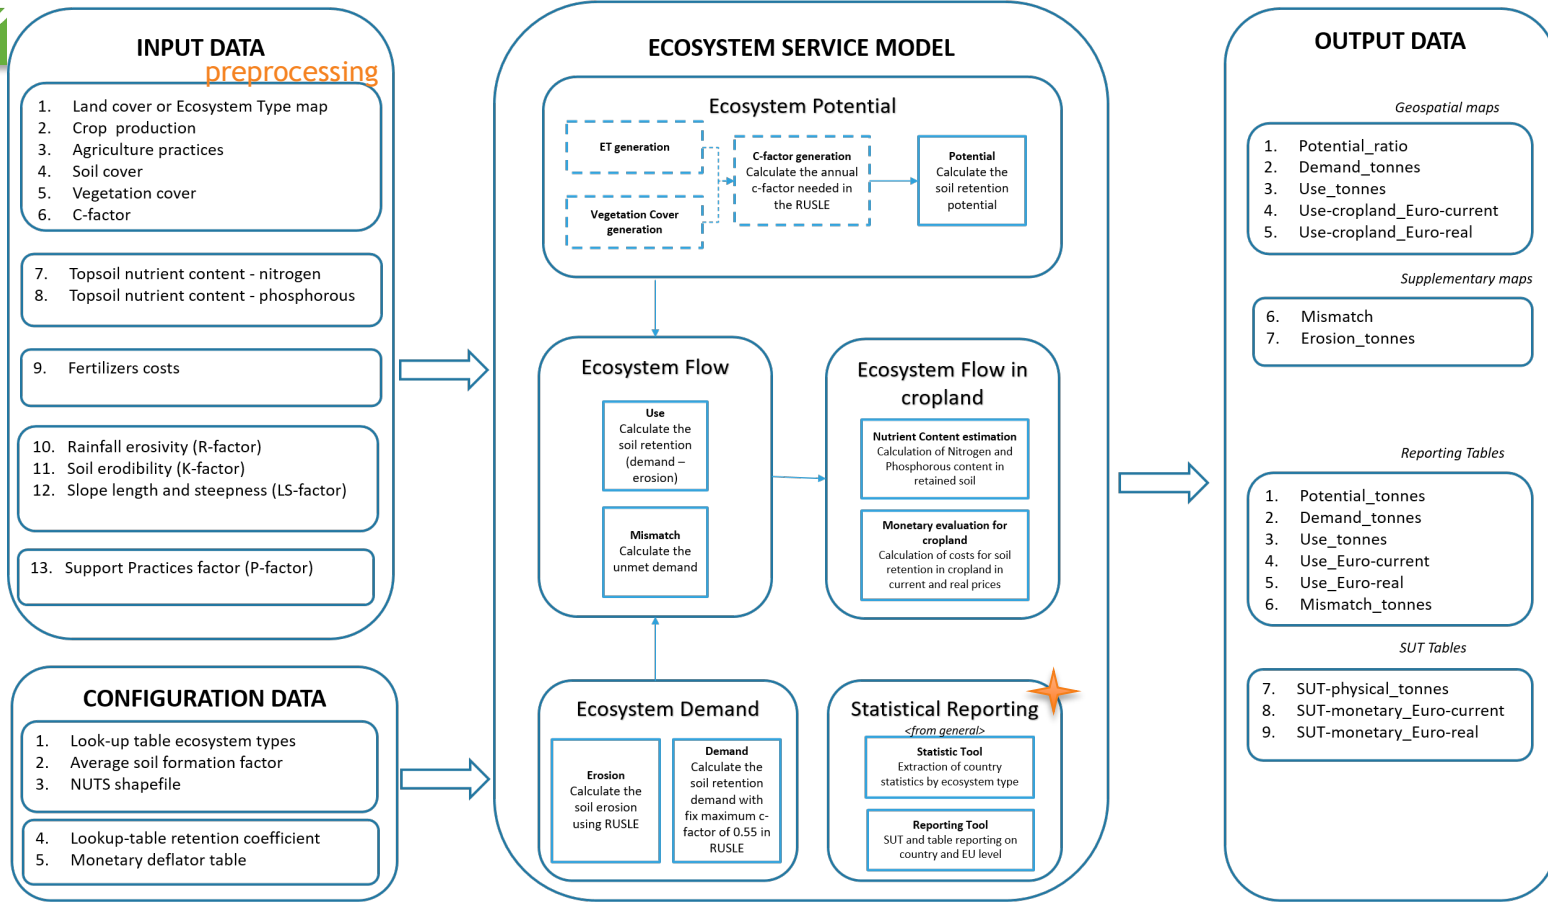 INPUT DATA
preprocessing
1. Land cover or Ecosystem Type map
2. Crop production
3. Agriculture practices
4. Soil cover
5. Vegetation cover
6. C-factor
7. Topsoil nutrient content - nitrogen
8. Topsoil nutrient content - phosphorous
9. Fertilizers costs
10. Rainfall erosivity (R-factor)
11. Soil erodibility (K-factor)
12. Slope length and steepness (LS-factor)
13. Support Practices factor (P-factor)
CONFIGURATION DATA
1. Look-up table ecosystem types
2. Average soil formation factor
3. NUTS shapefile
4. Lookup-table retention coefficient
5. Monetary deflator table
ECOSYSTEM SERVICE MODEL
Ecosystem Potential
ET generation
Vegetation Cover
generation
C-factor generation
Calculate the annual
c-factor needed in
the RUSLE
Potential
Calculate the
soil retention
potential
Ecosystem Flow
Use
Calculate the
soil retention
(demand –
erosion)
Mismatch
Calculate the
unmet demand
Ecosystem Flow in
cropland
Nutrient Content estimation
Calculation of Nitrogen and
Phosphorous content in
retained soil
Monetary evaluation for
cropland
Calculation of costs for soil
retention in cropland in
current and real prices
Ecosystem Demand
Erosion
Calculate the
soil erosion
using RUSLE
Demand
Calculate the
soil retention
demand with
fix maximum c-
factor of 0.55 in
RUSLE
Statistical Reporting
<from general>
Statistic Tool
Extraction of country
statistics by ecosystem type
Reporting Tool
SUT and table reporting on
country and EU level
OUTPUT DATA
Geospatial maps
1. Potential_ratio
2. Demand_tonnes
3. Use_tonnes
4. Use-cropland_Euro-current
5. Use-cropland_Euro-real
Supplementary maps
6. Mismatch
7. Erosion_tonnes
Reporting Tables
1. Potential_tonnes
2. Demand_tonnes
3. Use_tonnes
4. Use_Euro-current
5. Use_Euro-real
6. Mismatch_tonnes
SUT Tables
7. SUT-physical_tonnes
8. SUT-monetary_Euro-current
9. SUT-monetary_Euro-real